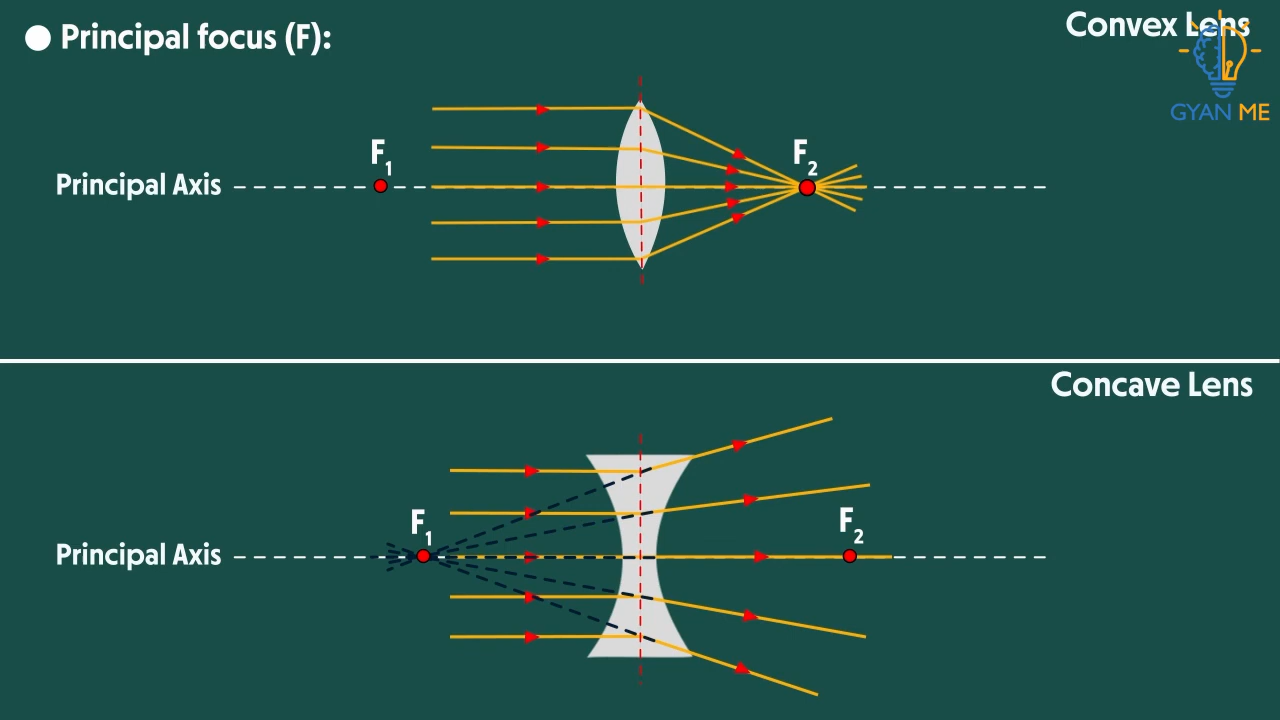 Principal focus (F):
Convex Lens
GYAN ME
F1
F2
Principal Axis
Concave Lens
F1
F2
Principal Axis